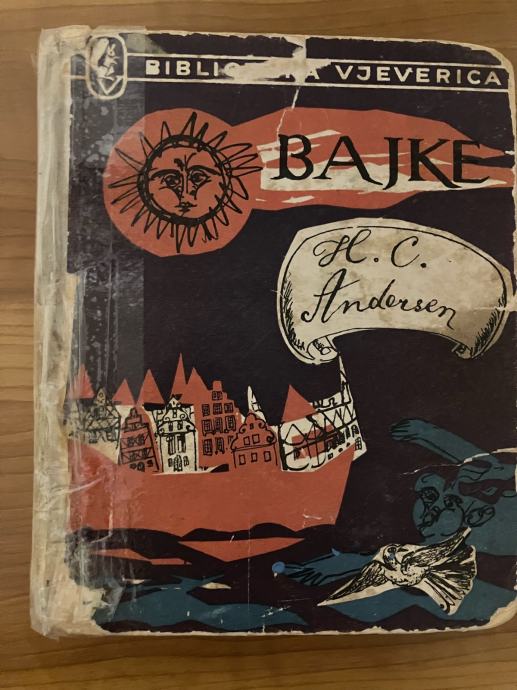 VJEVERICA
BAJKE
H. C.
Andersen